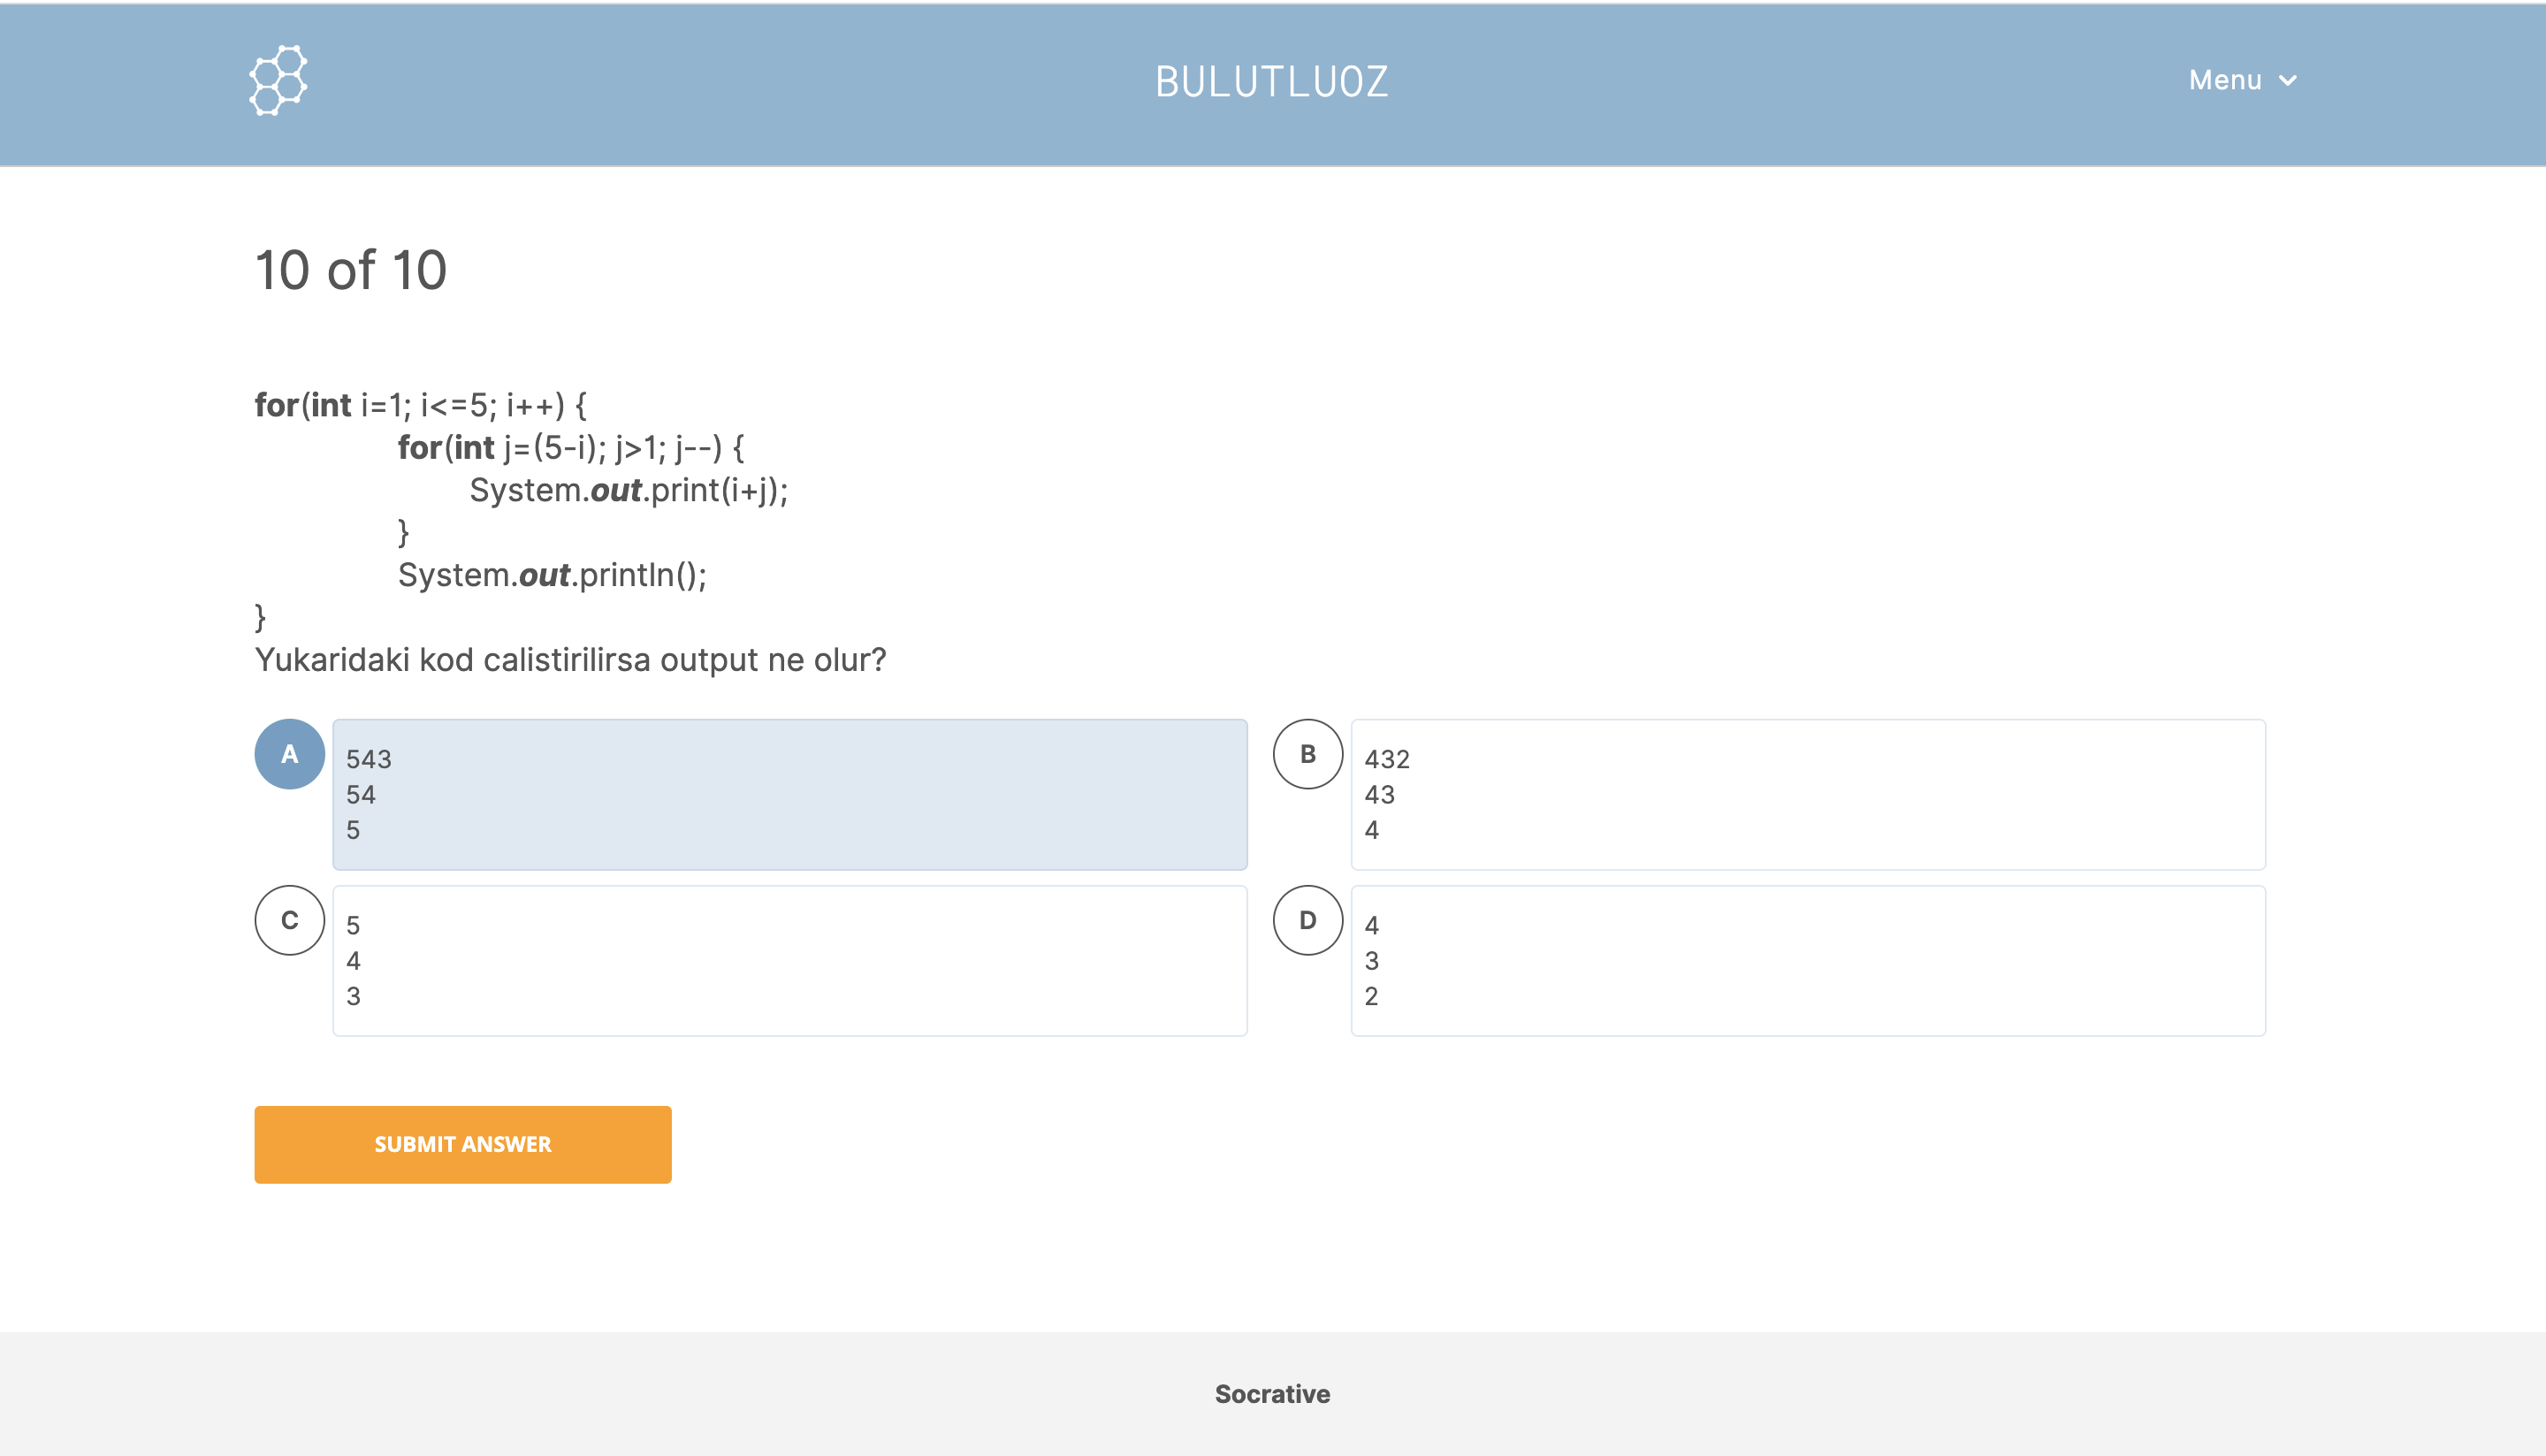 BULUTLUOZ
Menu
10 of 10
for(int i=1; i<=5; i++) {
for(int j=(5-i); j>1; j--) {
System.out.print(i+j);
}
System.out.println();
}
Yukaridaki kod calistirilirsa output ne olur?
A
543
54
5
B
432
43
4
C
5
4
3
D
4
3
2
SUBMIT ANSWER
Socrative